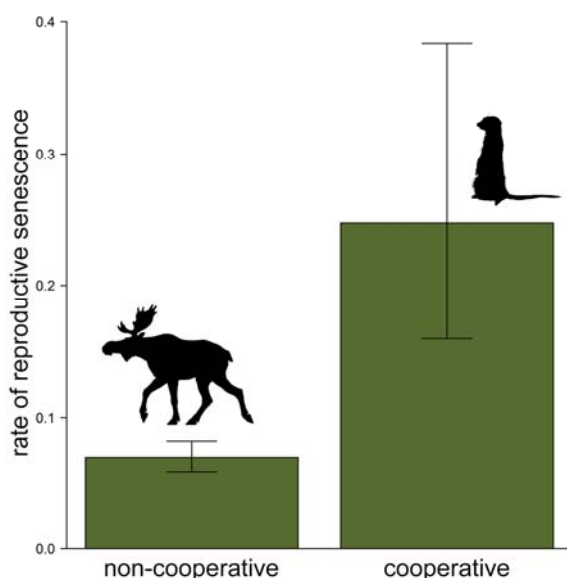 rate of reproductive senescence
0.4
0.3
0.2
0.1
0.0
non-cooperative
cooperative